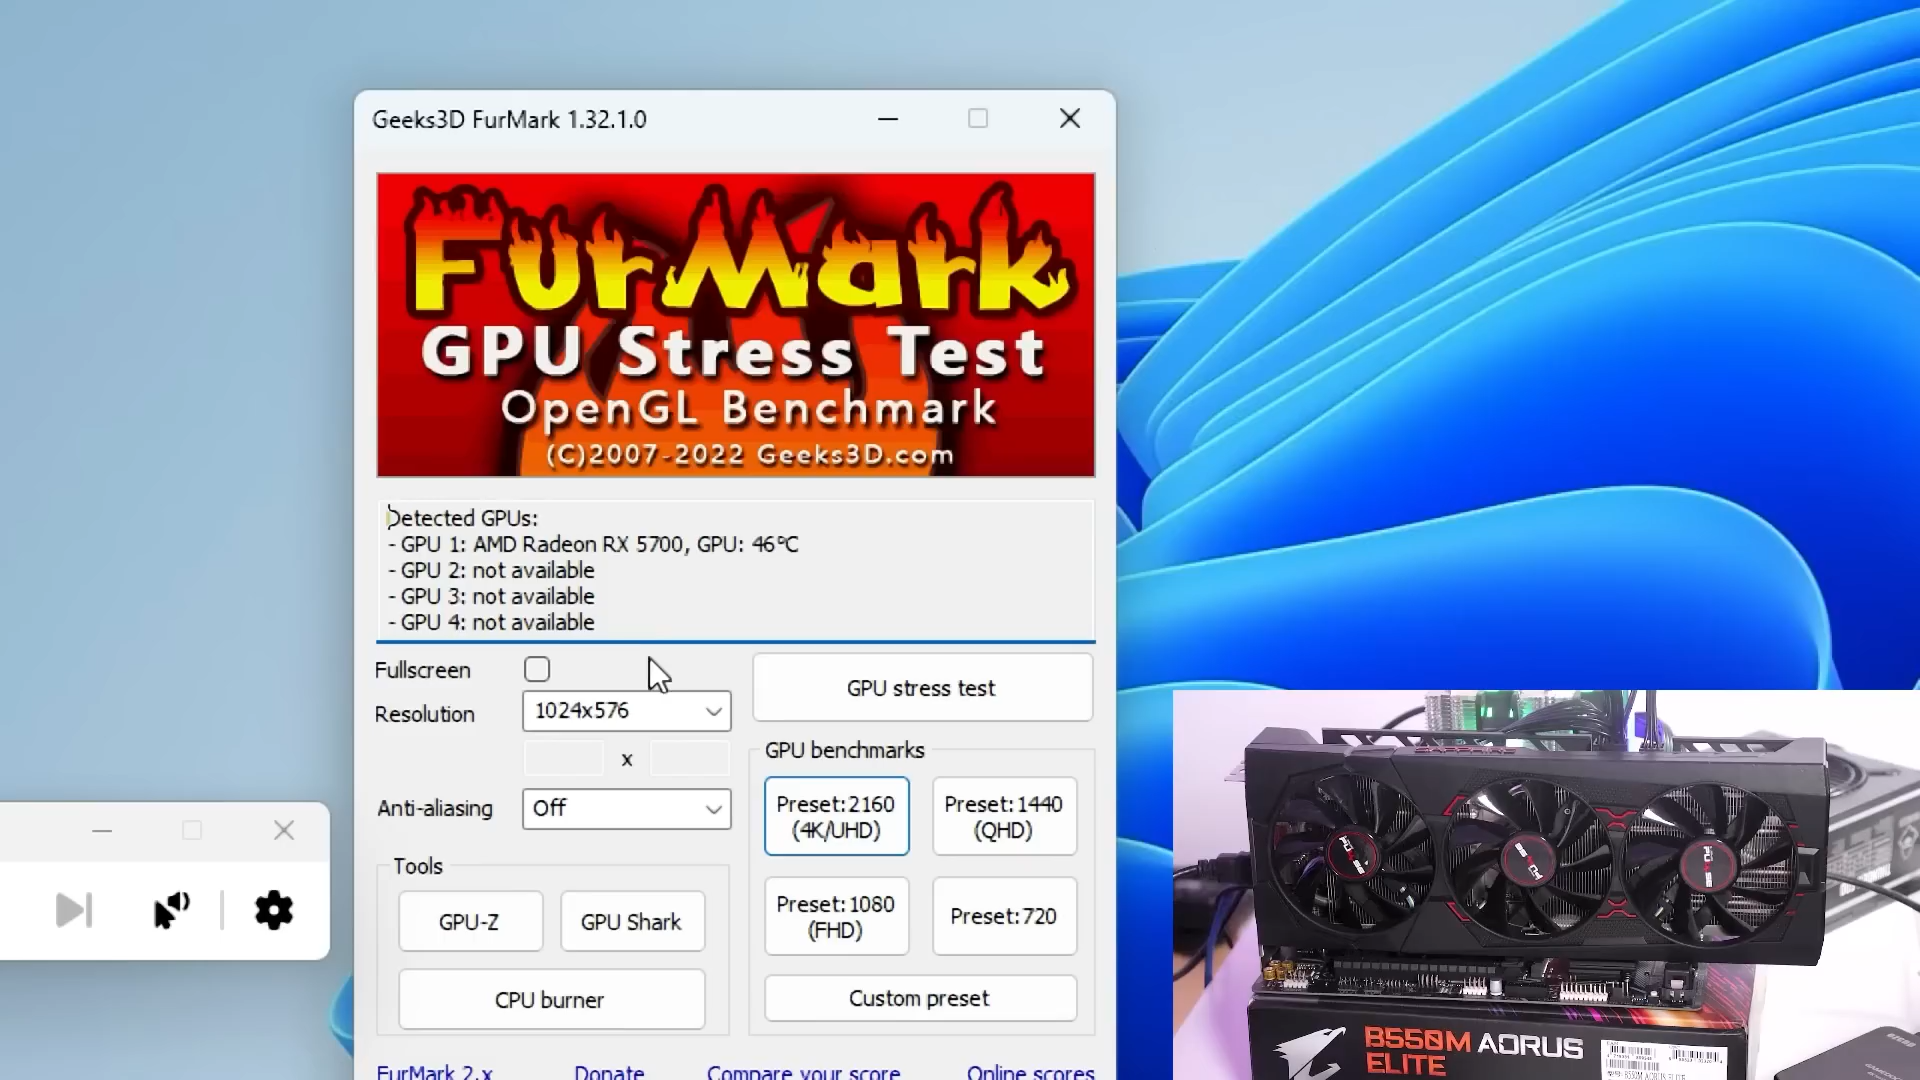 Geeks3D FurMark 1.32.1.0
FurMark
GPU Stress Test
OpenGL Benchmark
(C)2007-2022 Geeks3D.com
Detected GPUs:
- GPU 1: AMD Radeon RX 5700, GPU: 46°C
- GPU 2: not available
- GPU 3: not available
- GPU 4: not available
Fullscreen
GPU stress test
Resolution
1024x576
x
Anti-aliasing
Off
GPU benchmarks
Preset:2160
(4K/UHD)
Preset:1440
(QHD)
Preset:1080
(FHD)
Preset:720
Custom preset
Tools
GPU-Z
GPU Shark
CPU burner
FurMark 2.x
Donate
Compare your score
Online scores
SAPPHIRE
PULSE
PULSE
PULSE
B550M AORUS
ELITE